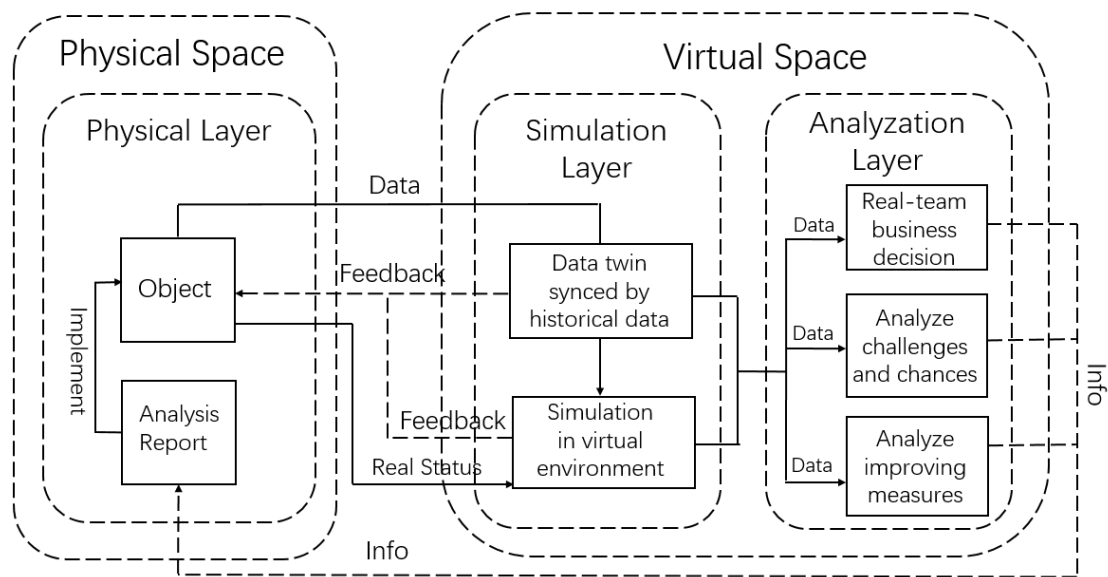 Physical Space
Physical Layer
Object
Implement
Analysis
Report
Data
Feedback
Feedback
Real Status
Info
Virtual Space
Simulation
Layer
Data twin
synced by
historical data
Simulation
in virtual
environment
Analyzation
Layer
Data
Real-team
business
decision
Data
Analyze
challenges
and chances
Data
Analyze
improving
measures
Info